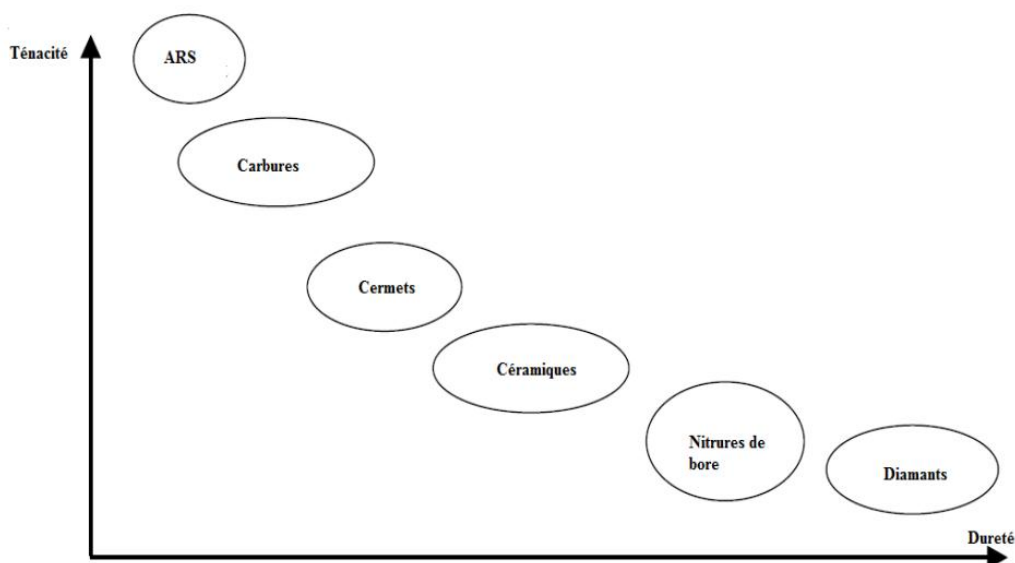 Ténacité
ARS
Carbures
Cermets
Céramiques
Nitrures de
bore
Diamants
Dureté